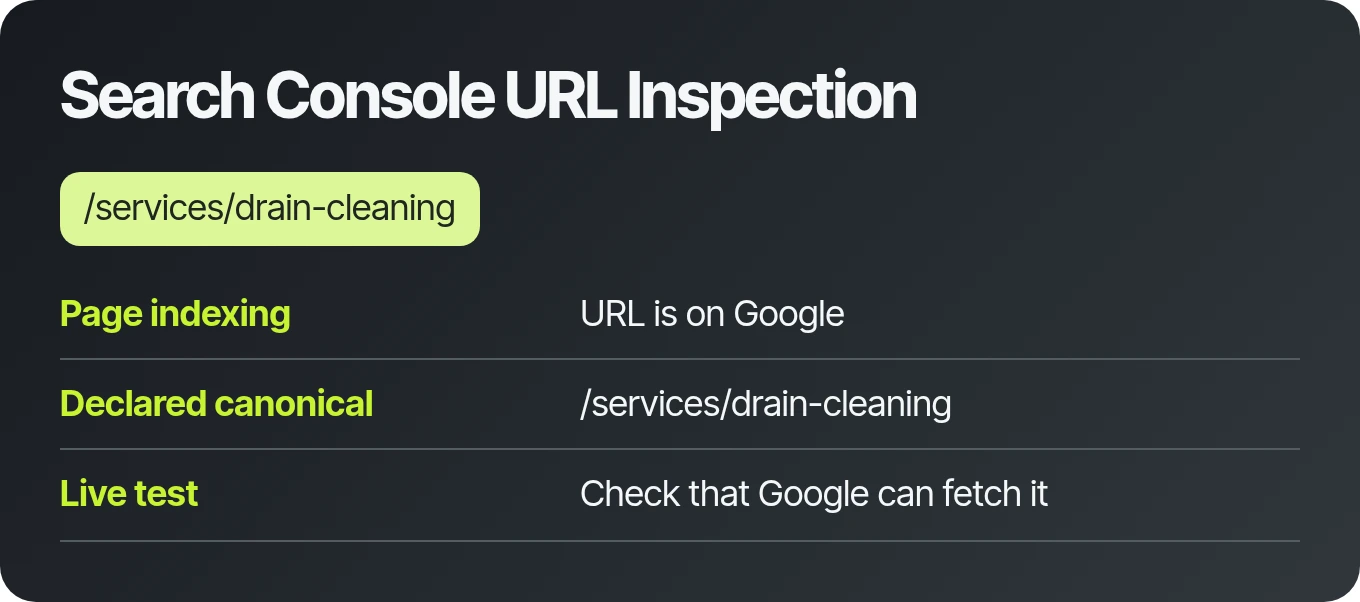 Search Console URL Inspection
/services/drain-cleaning
Page indexing URL is on Google
Declared canonical /services/drain-cleaning
Live test Check that Google can fetch it